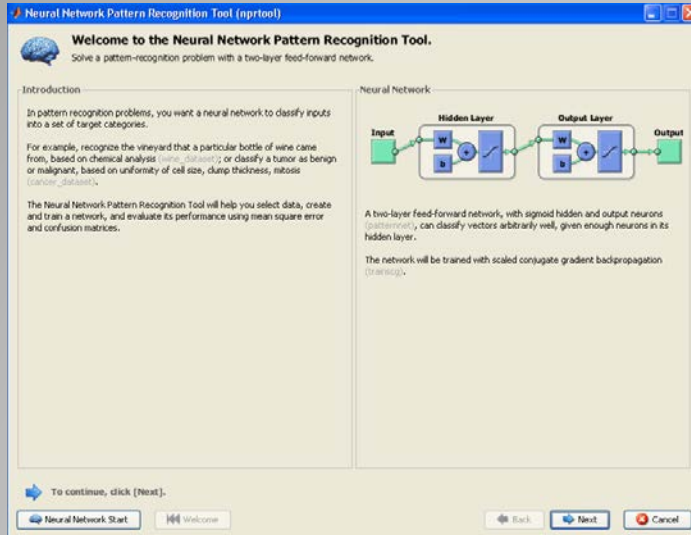 Neural Network Pattern Recognition Tool (nprtool)
Welcome to the Neural Network Pattern Recognition Tool.
Solve a pattern-recognition problem with a two-layer feed-forward network.
Introduction
In pattern recognition problems, you want a neural network to classify inputs
into a set of target categories.
For example, recognize the vineyard that a particular bottle of wine came
from, based on chemical analysis (wine_dataset); or classify a tumor as benign
or malignant, based on uniformity of cell size, clump thickness, mitosis
(cancer_dataset).
The Neural Network Pattern Recognition Tool will help you select data, create
and train a network, and evaluate its performance using mean square error
and confusion matrices.
Neural Network
Hidden Layer Output Layer
Input Output
W W
+ +
b b
A two-layer feed-forward network, with sigmoid hidden and output neurons
(patternnet), can classify vectors arbitrarily well, given enough neurons in its
hidden layer.
The network will be trained with scaled conjugate gradient backpropagation
(trainscg).
To continue, click [Next].
Neural Network Start Welcome Back Next Cancel